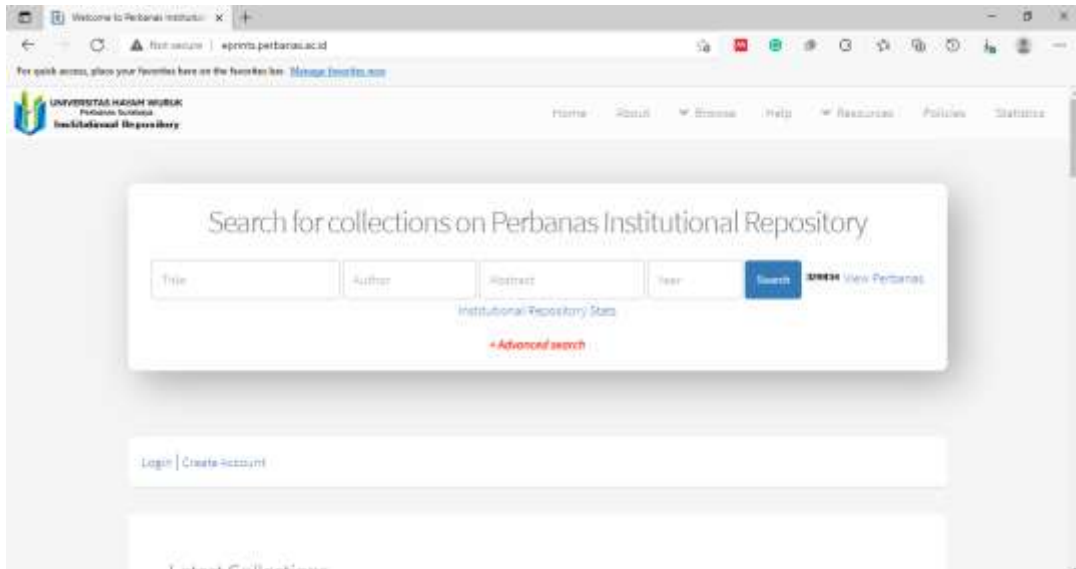 Welcome to Perbanas Institutio
Not secure | eprints.perbanas.ac.id
For quick access, place your favorites here on the favorites bar. Manage favorites now
UNIVERSITAS HAYAM WURUK
Perbanas Surabaya
Institutional Repository
Home About Browse Help Resources Policies Statistics
Search for collections on Perbanas Institutional Repository
Title Author Abstract Year Search View Perbanas
Institutional Repository Stats
+ Advanced search
Login | Create Account
Latest Collections